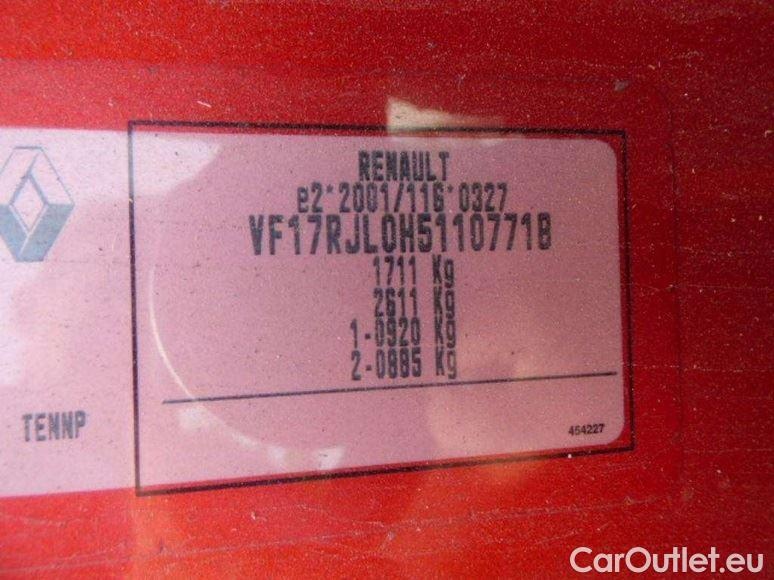 RENAULT
e2*2001/116*0327
VF17RJL0H51107718
1711 Kg
2611 Kg
1-0920 Kg
2-0885 Kg
TENNP
454227
CarOutlet.eu